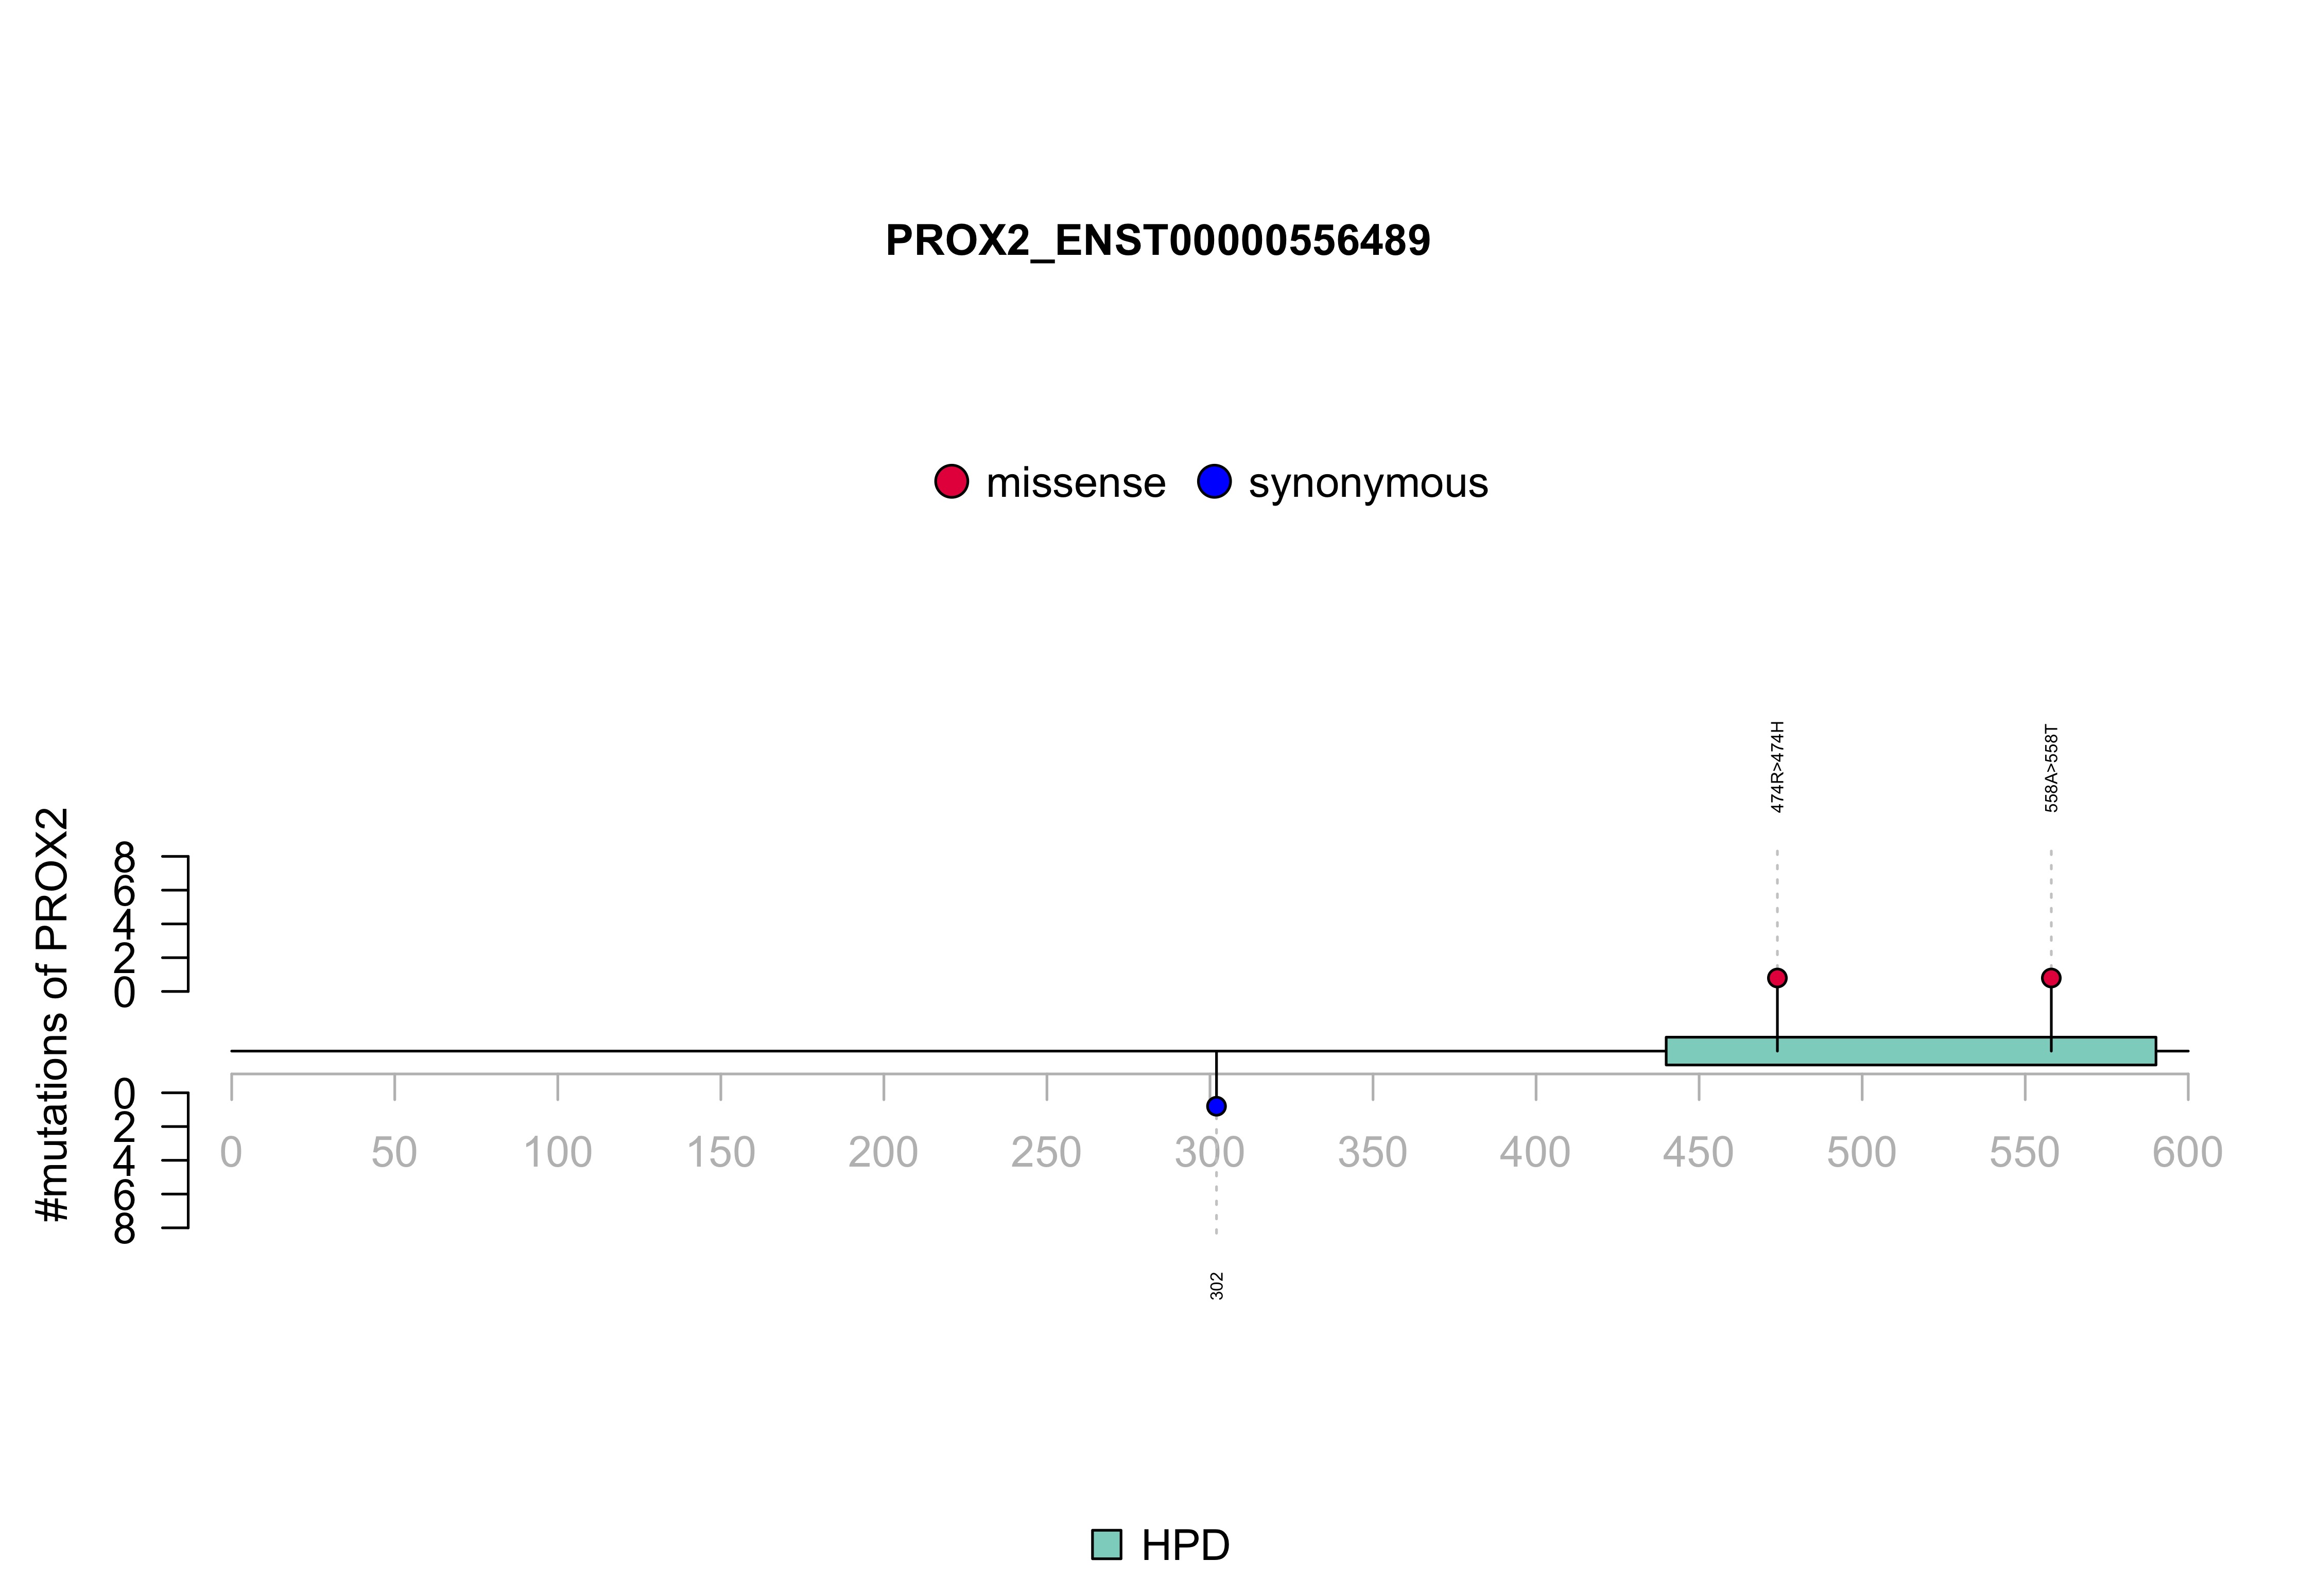 PROX2_ENST00000556489
missense synonymous
474R>474H
558A>558T
#mutations of PROX2
8
6
4
2
0
0
2
4
6
8
0 50 100 150 200 250 300 350 400 450 500 550 600
302
HPD